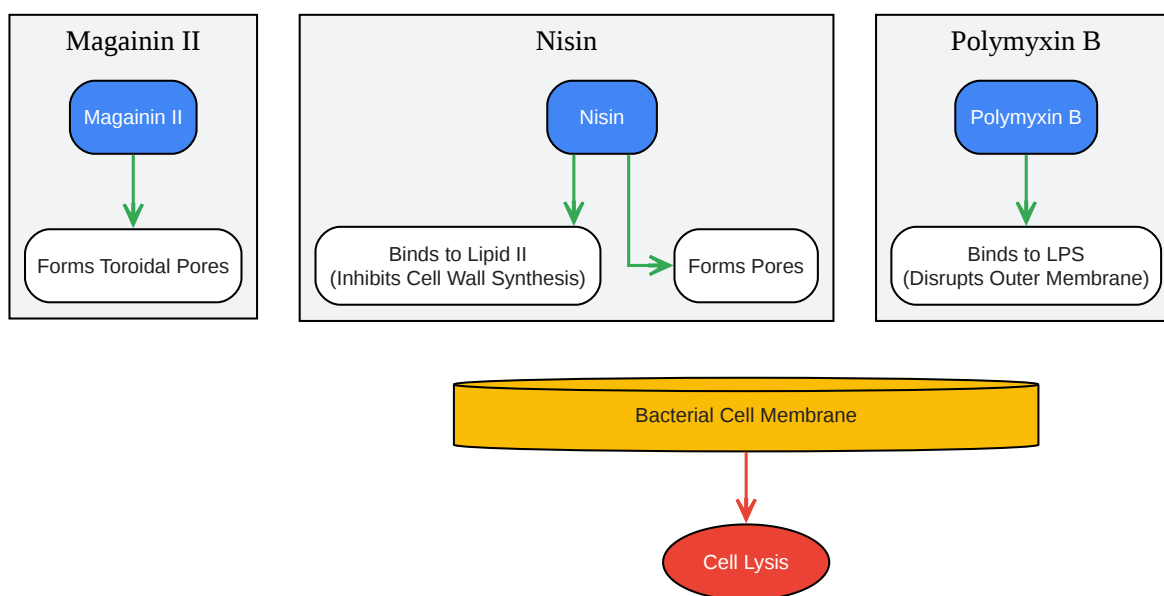 Magainin II
Magainin II
Forms Toroidal Pores
Nisin
Nisin
Binds to Lipid II
(Inhibits Cell Wall Synthesis)
Forms Pores
Polymyxin B
Polymyxin B
Binds to LPS
(Disrupts Outer Membrane)
Bacterial Cell Membrane
Cell Lysis